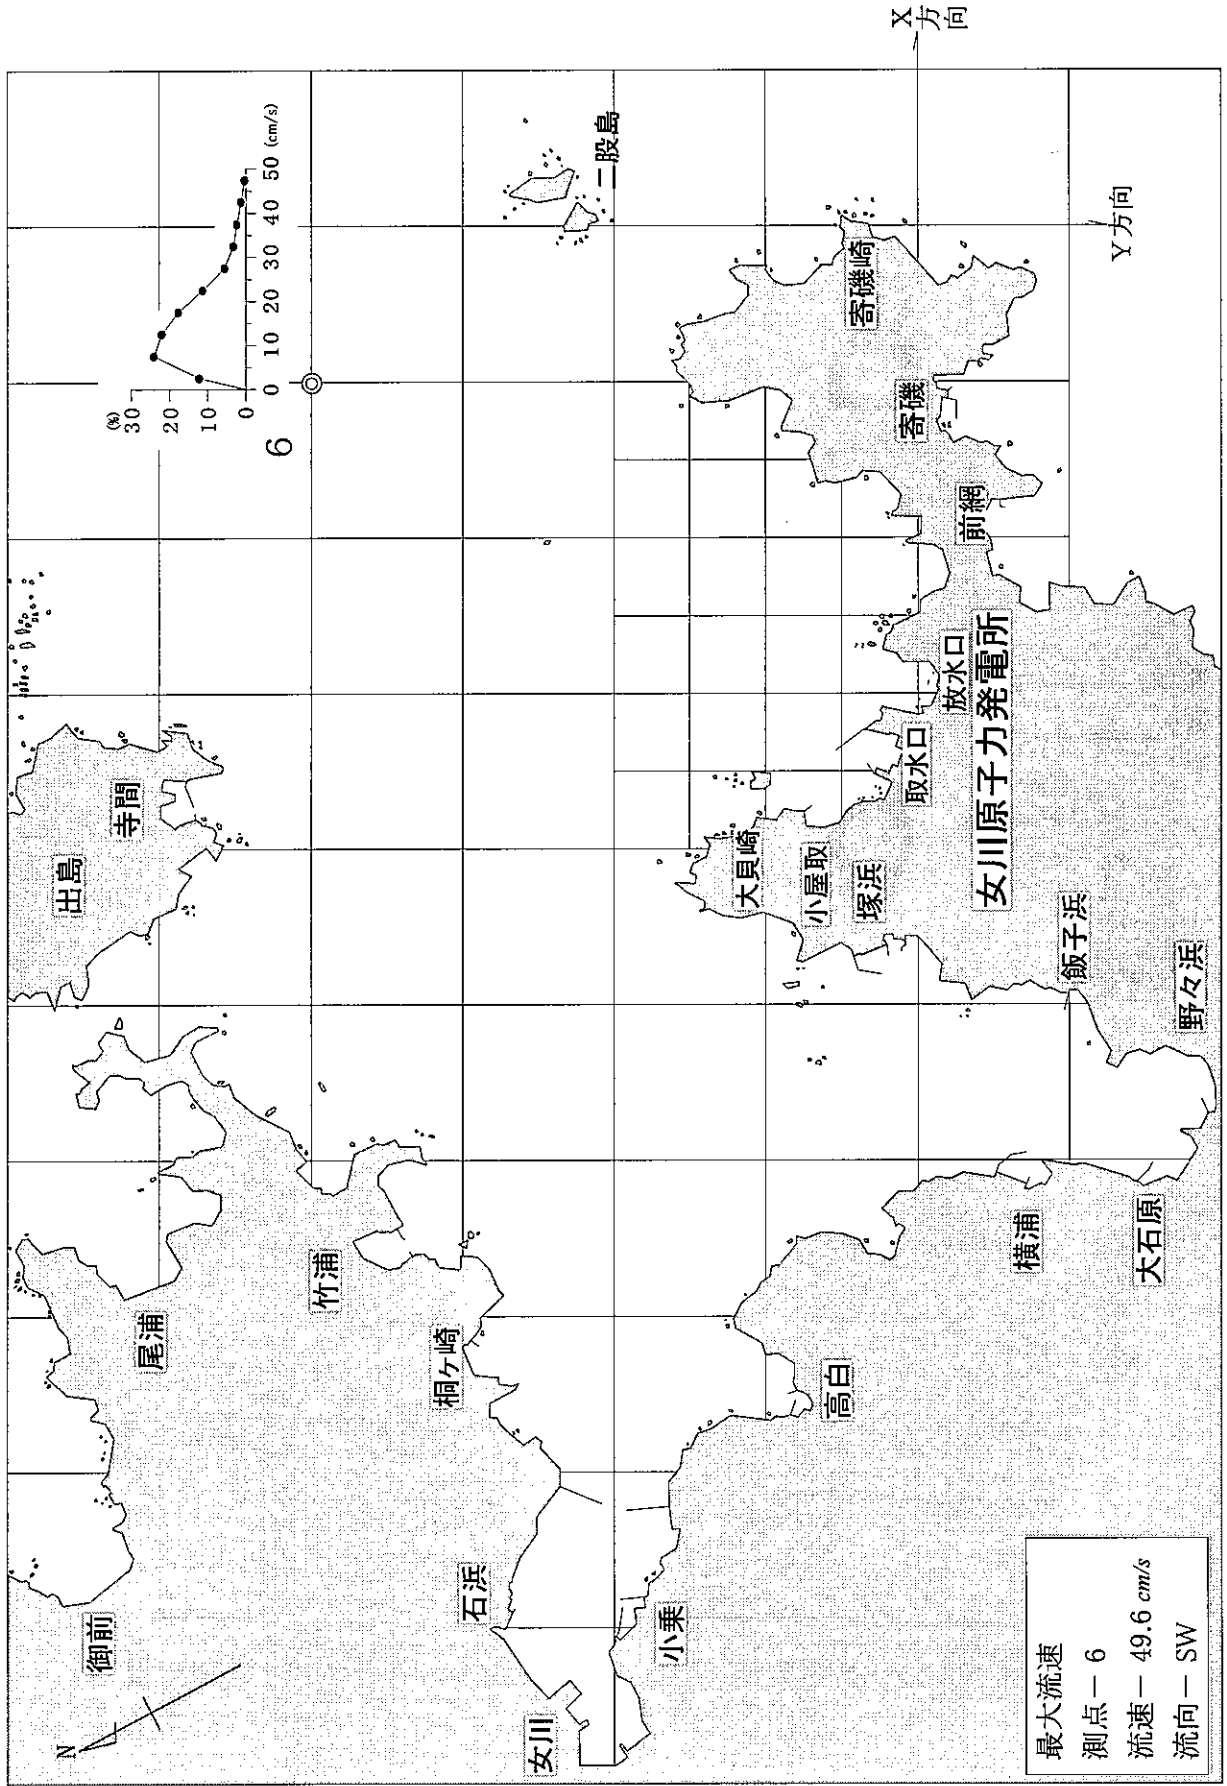 X
方向
Y方向
(%)
30
20
10
0
0 10 20 30 40 50 (cm/s)
6
二股島
寄磯崎
寄磯
前網
放水口
女川原子力発電所
取水口
大貝崎
小屋取
塚浜
飯子浜
野々浜
寺間
出島
竹浦
桐ヶ崎
尾浦
横浦
大石原
高白
石浜
小乗
女川
御前
N
最大流速
測点－6
流速－49.6 cm/s
流向－SW